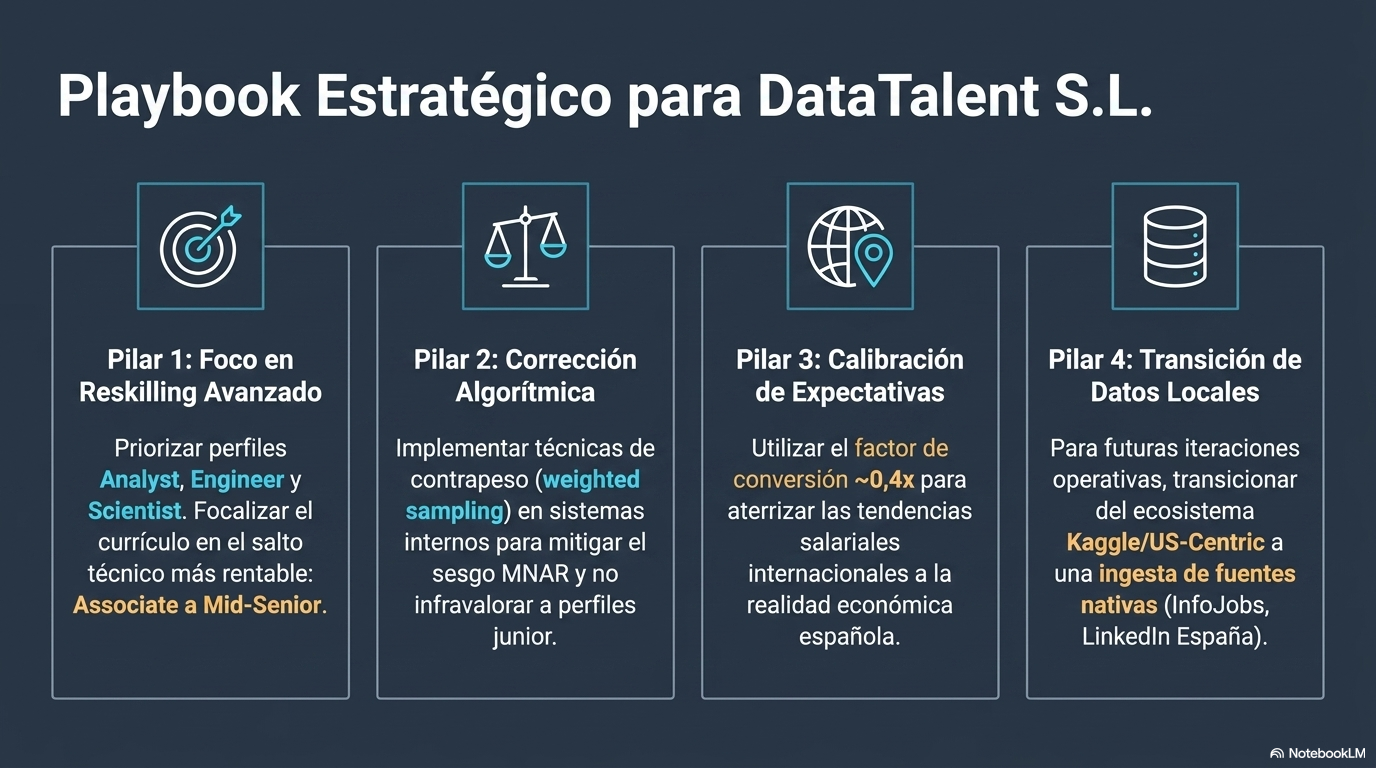 Playbook Estratégico para DataTalent S.L.
Pilar 1: Foco en
Reskilling Avanzado
Priorizar perfiles
Analyst, Engineer y
Scientist. Focalizar el
currículo en el salto
técnico más rentable:
Associate a Mid-Senior.
Pilar 2: Corrección
Algorítmica
Implementar técnicas de
contrapeso (weighted
sampling) en sistemas
internos para mitigar el
sesgo MNAR y no
infravalorar a perfiles
junior.
Pilar 3: Calibración
de Expectativas
Utilizar el factor de
conversión ~0,4x para
aterrizar las tendencias
salariales
internacionales a la
realidad económica
española.
Pilar 4: Transición de
Datos Locales
Para futuras iteraciones
operativas, transicionar
del ecosistema
Kaggle/US-Centric a
una ingesta de fuentes
nativas (InfoJobs,
LinkedIn España).
NotebookLM